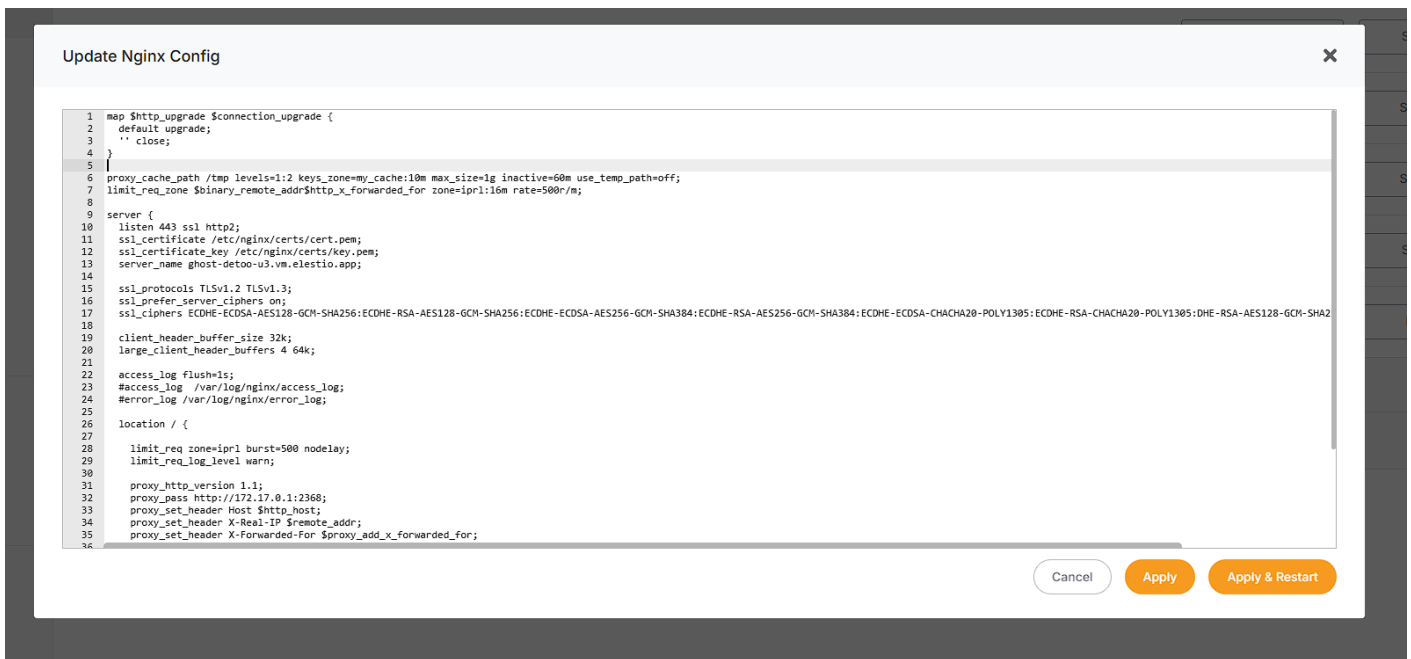 Update Nginx Config
1 map $http_upgrade $connection_upgrade {
2 default upgrade;
3 '' close;
4 }
5
6 proxy_cache_path /tmp levels=1:2 keys_zone=my_cache:10m max_size=1g inactive=60m use_temp_path=off;
7 limit_req_zone $binary_remote_addr$http_x_forwarded_for zone=iprl:16m rate=500r/m;
8
9 server {
10 listen 443 ssl http2;
11 ssl_certificate /etc/nginx/certs/cert.pem;
12 ssl_certificate_key /etc/nginx/certs/key.pem;
13 server_name ghost-detoo-u3.vm.elestio.app;
14
15 ssl_protocols TLSv1.2 TLSv1.3;
16 ssl_prefer_server_ciphers on;
17 ssl_ciphers ECDHE-ECDSA-AES128-GCM-SHA256:ECDHE-RSA-AES128-GCM-SHA256:ECDHE-ECDSA-AES256-GCM-SHA384:ECDHE-RSA-AES256-GCM-SHA384:ECDHE-ECDSA-CHACHA20-POLY1305:ECDHE-RSA-CHACHA20-POLY1305:DHE-RSA-AES128-GCM-SHA2
18
19 client_header_buffer_size 32k;
20 large_client_header_buffers 4 64k;
21
22 access_log flush=1s;
23 #access_log  /var/log/nginx/access_log;
24 #error_log /var/log/nginx/error_log;
25
26 location / {
27
28 limit_req zone=iprl burst=500 nodelay;
29 limit_req_log_level warn;
30
31 proxy_http_version 1.1;
32 proxy_pass http://172.17.0.1:2368;
33 proxy_set_header Host $http_host;
34 proxy_set_header X-Real-IP $remote_addr;
35 proxy_set_header X-Forwarded-For $proxy_add_x_forwarded_for;
36
Cancel
Apply
Apply & Restart